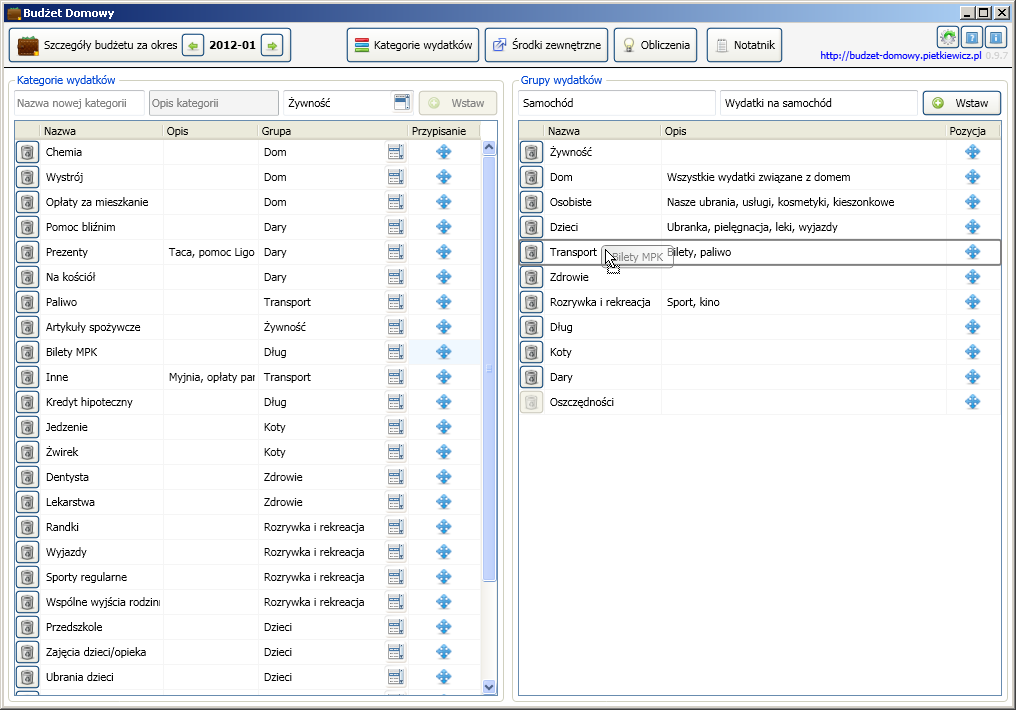 Budżet Domowy
Szczegóły budżetu za okres 2012-01 Kategorie wydatków Środki zewnętrzne Obliczenia Notatnik
http://budzet-domowy.pietkiewicz.pl 0.9.7
Kategorie wydatków
Nazwa nowej kategorii Opis kategorii Żywność Wstaw
Nazwa Opis Grupa Przypisanie
Chemia Dom
Wystrój Dom
Opłaty za mieszkanie Dom
Pomoc bliźnim Dary
Prezenty Taca, pomoc Ligo Dary
Na kościół Dary
Paliwo Transport
Artykuły spożywcze Żywność
Bilety MPK Dług
Inne Myjnia, opłaty par Transport
Kredyt hipoteczny Dług
Jedzenie Koty
Żwirek Koty
Dentysta Zdrowie
Lekarstwa Zdrowie
Randki Rozrywka i rekreacja
Wyjazdy Rozrywka i rekreacja
Sporty regularne Rozrywka i rekreacja
Wspólne wyjścia rodzin Rozrywka i rekreacja
Przedszkole Dzieci
Zajęcia dzieci/opieka Dzieci
Ubrania dzieci Dzieci
Grupy wydatków
Samochód Wydatki na samochód Wstaw
Nazwa Opis Pozycja
Żywność
Dom Wszystkie wydatki związane z domem
Osobiste Nasze ubrania, usługi, kosmetyki, kieszonkowe
Dzieci Ubranka, pielęgnacja, leki, wyjazdy
Transport Bilety, paliwo
Bilety MPK
Zdrowie
Rozrywka i rekreacja Sport, kino
Dług
Koty
Dary
Oszczędności